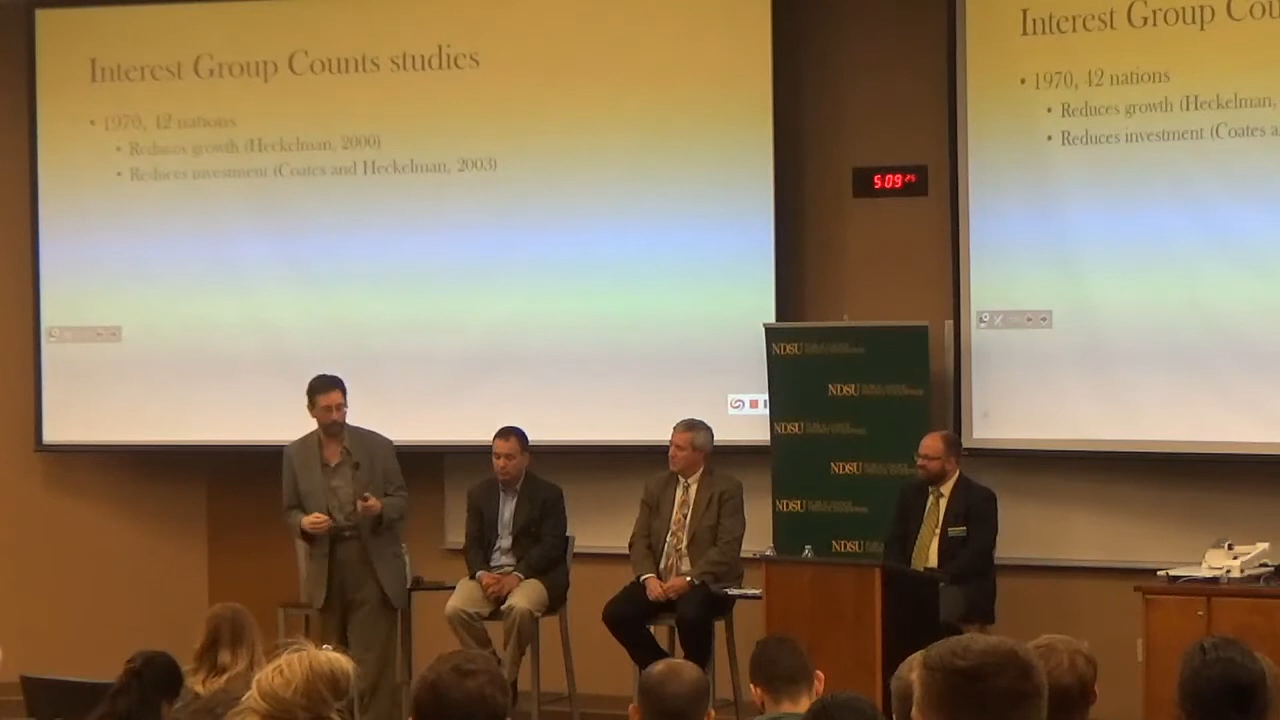 Interest Group Counts studies
• 1970, 42 nations
• Reduces growth (Heckelman, 2000)
• Reduces investment (Coates and Heckelman, 2003)
Interest Group Cou
• 1970, 42 nations
• Reduces growth (Heckelman,
• Reduces investment (Coates a
5:09 25
NDSU
NDSU
NDSU
NDSU
NDSU
NDSU